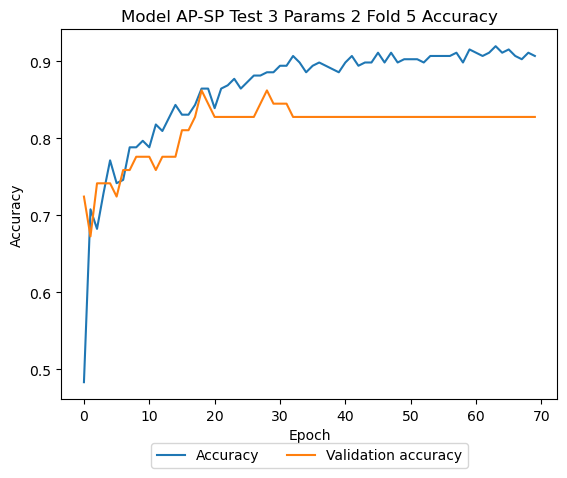 Model AP-SP Test 3 Params 2 Fold 5 Accuracy
Accuracy
0.9
0.8
0.7
0.6
0.5
0 10 20 30 40 50 60 70
Epoch
Accuracy Validation accuracy